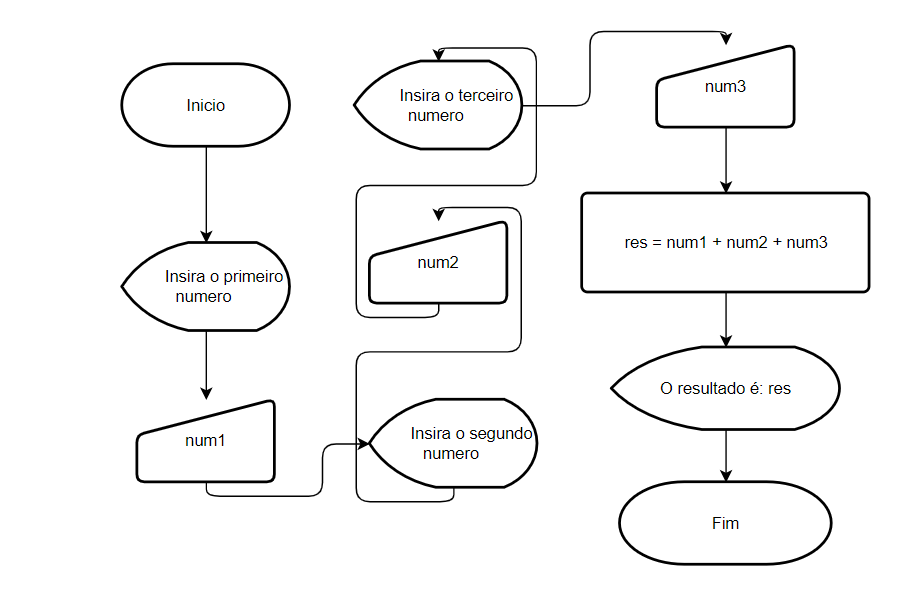 Inicio
Insira o primeiro
numero
num1
Insira o segundo
numero
num2
Insira o terceiro
numero
num3
res = num1 + num2 + num3
O resultado é: res
Fim